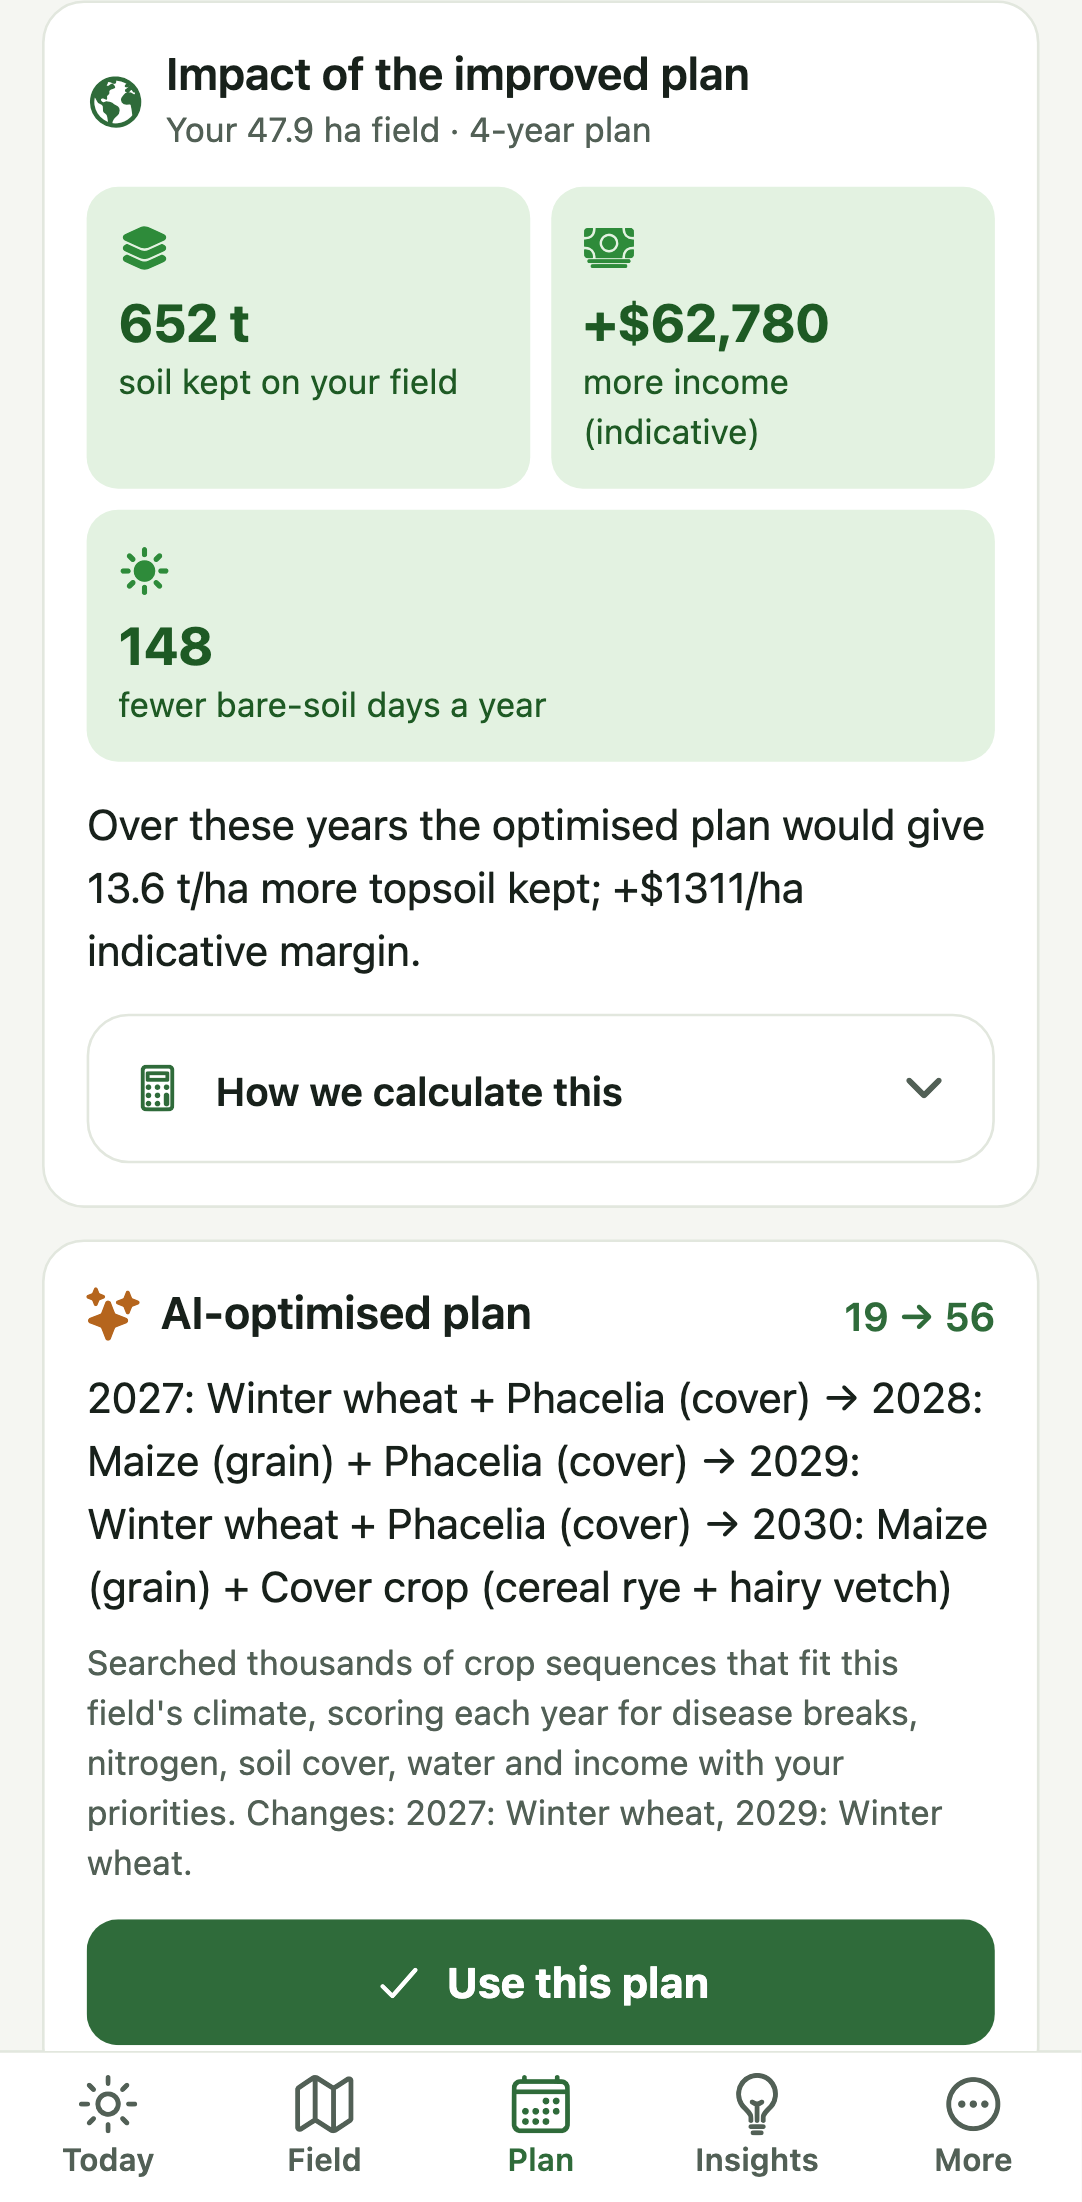 Impact of the improved plan
Your 47.9 ha field · 4-year plan
652 t
soil kept on your field
+$62,780
more income
(indicative)
148
fewer bare-soil days a year
Over these years the optimised plan would give
13.6 t/ha more topsoil kept; +$1311/ha
indicative margin.
How we calculate this
AI-optimised plan
19 → 56
2027: Winter wheat + Phacelia (cover) → 2028:
Maize (grain) + Phacelia (cover) → 2029:
Winter wheat + Phacelia (cover) → 2030: Maize
(grain) + Cover crop (cereal rye + hairy vetch)
Searched thousands of crop sequences that fit this
field's climate, scoring each year for disease breaks,
nitrogen, soil cover, water and income with your
priorities. Changes: 2027: Winter wheat, 2029: Winter
wheat.
Use this plan
Today
Field
Plan
Insights
More